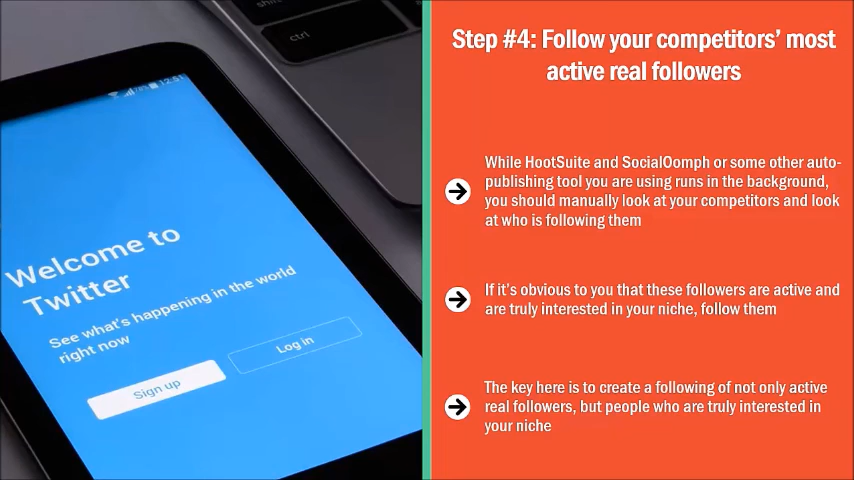 ctrl
78% 12:51
Welcome to
Twitter
See what's happening in the world
right now
Sign up
Log in
Step #4: Follow your competitors' most
active real followers
While HootSuite and SocialOomph or some other auto-
publishing tool you are using runs in the background,
you should manually look at your competitors and look
at who is following them
If it's obvious to you that these followers are active and
are truly interested in your niche, follow them
The key here is to create a following of not only active
real followers, but people who are truly interested in
your niche